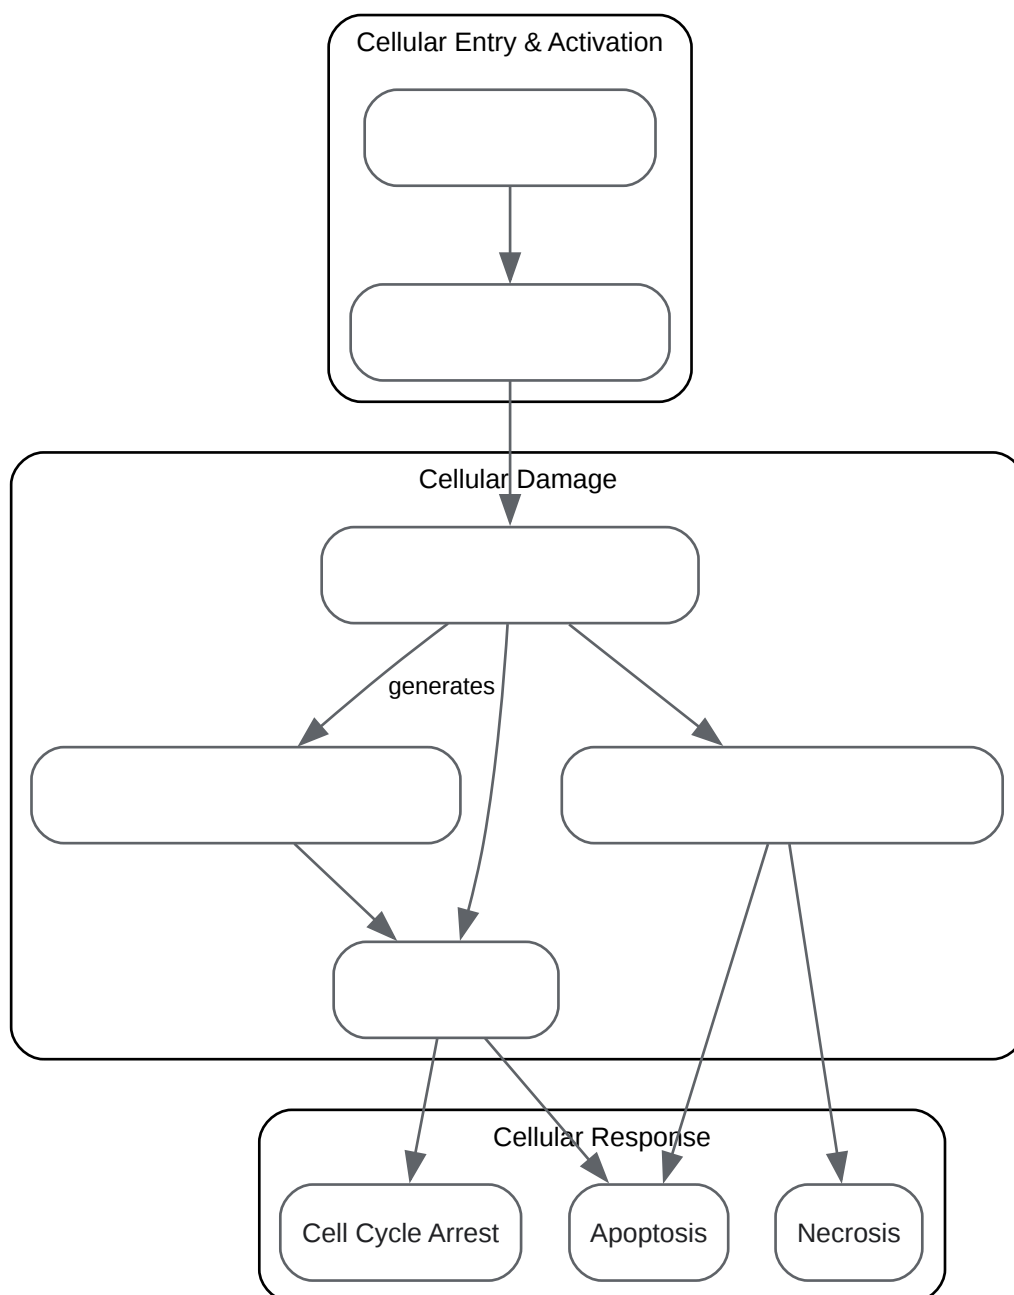 Cellular Entry & Activation
Cellular Damage
generates
Cellular Response
Cell Cycle Arrest
Apoptosis
Necrosis